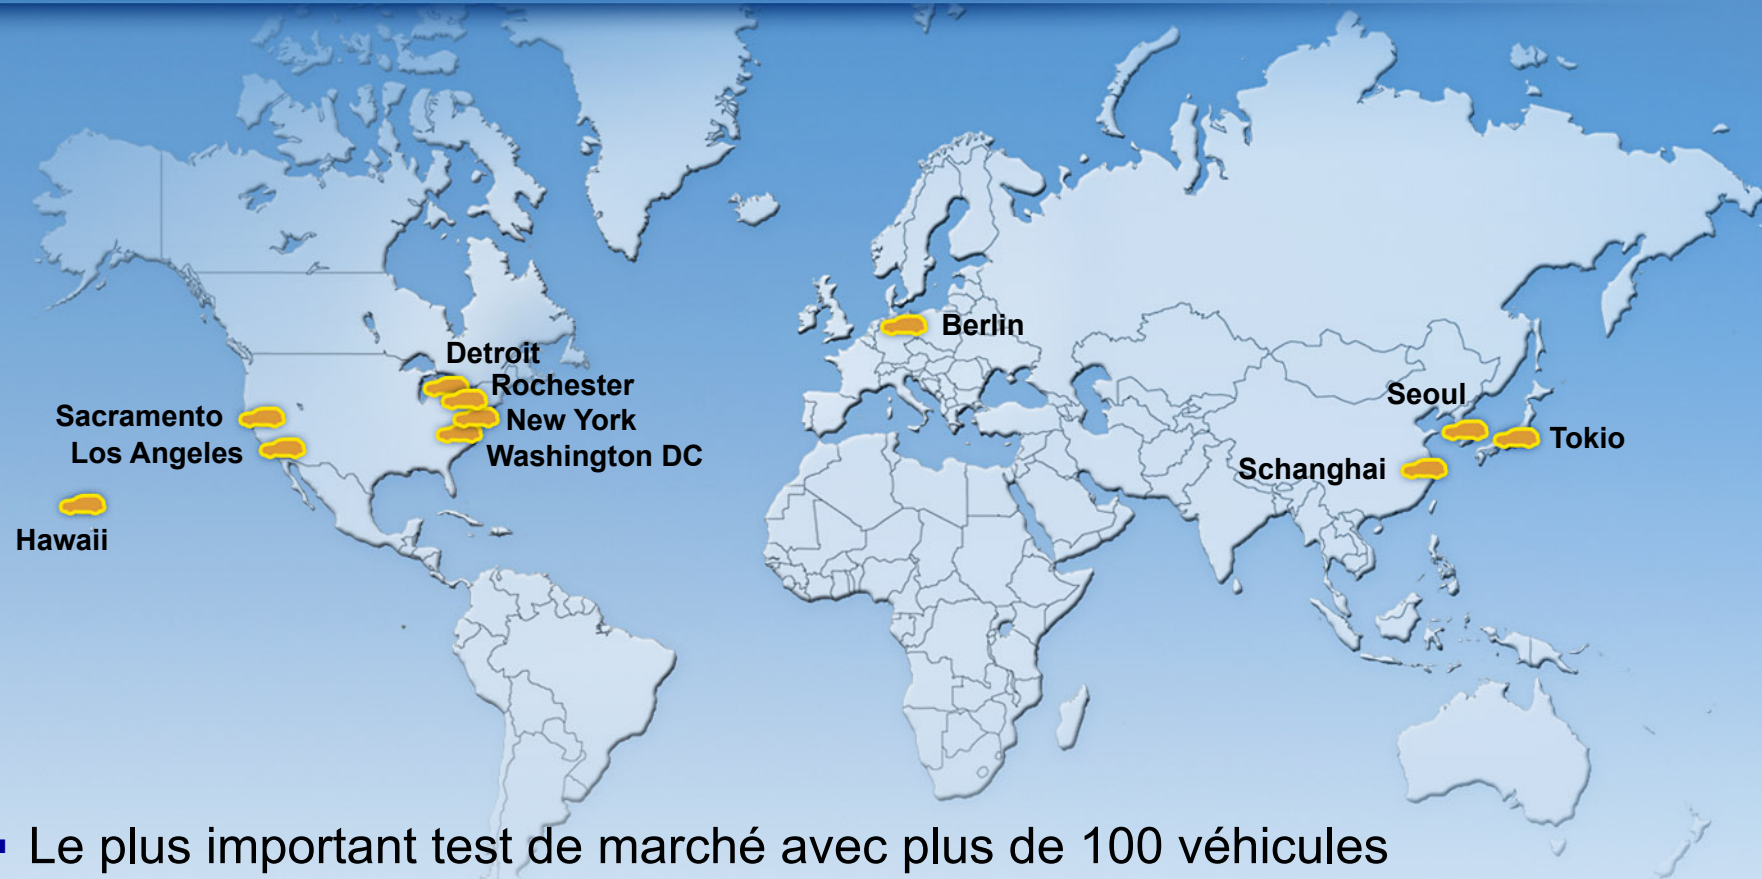 Berlin
Detroit
Rochester
Seoul
Sacramento
New York
Tokio
Los Angeles
Washington DC
Schanghai
Hawaii
Le plus important test de marché avec plus de 100 véhicules